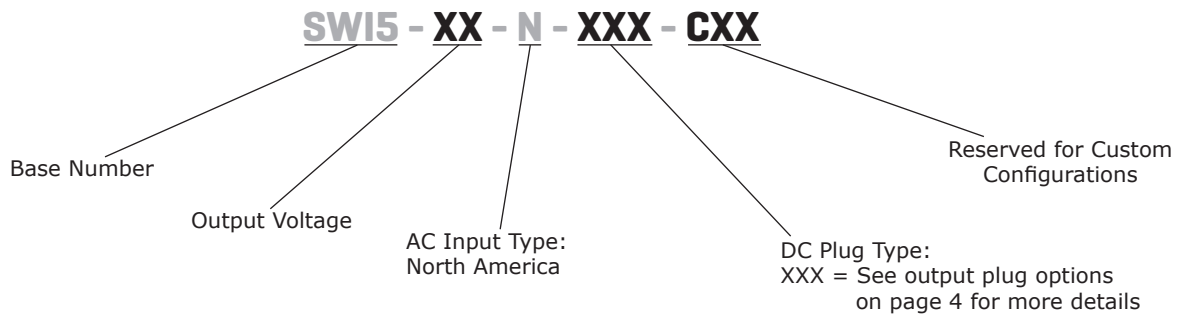 SWI5 - XX - N - XXX - CXX
Base Number
Output Voltage
AC Input Type:
North America
DC Plug Type:
XXX = See output plug options
on page 4 for more details
Reserved for Custom
Configurations